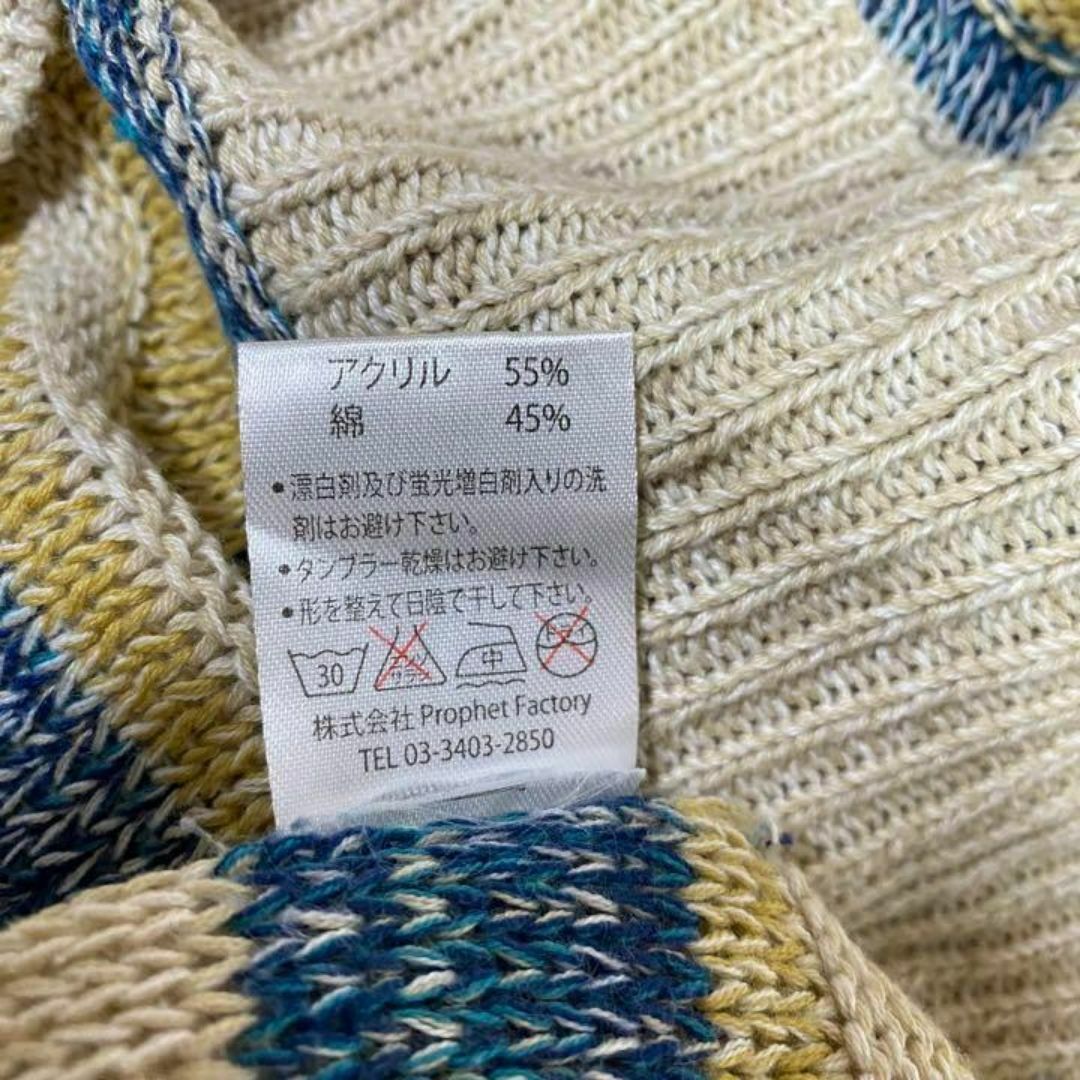 アクリル 55%
綿 45%
•漂白剤及び蛍光増白剤入りの洗
剤はお避け下さい。
•タンブラー乾燥はお避け下さい。
•形を整えて日陰で干して下さい。
30 中
株式会社 Prophet Factory
TEL 03-3403-2850